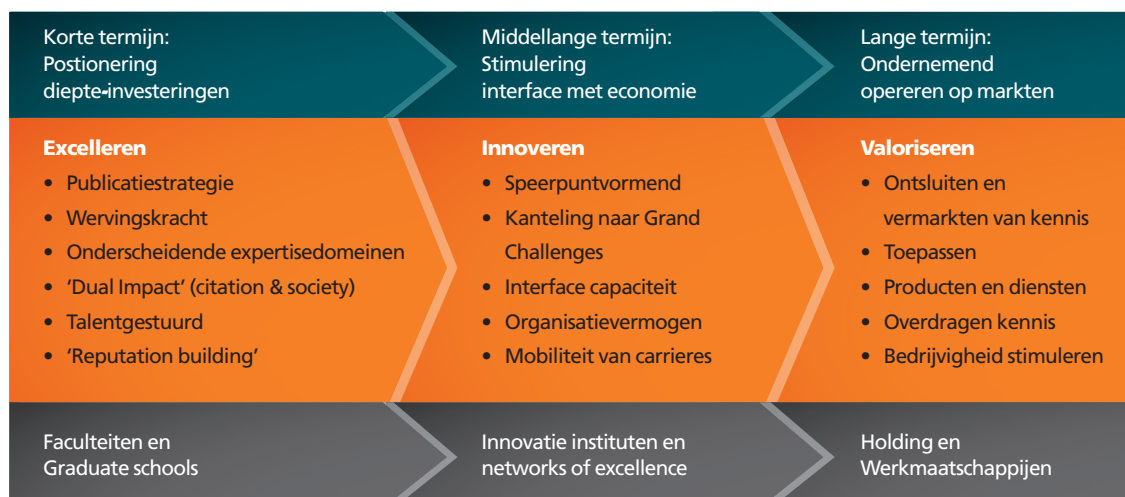 Korte termijn:
Postionering
diepte-investeringen
Middellange termijn:
Stimulering
interface met economie
Lange termijn:
Ondernemend
opereren op markten
Excelleren
• Publicatiestrategie
• Wervingskracht
• Onderscheidende expertisedomeinen
• ‘Dual Impact’ (citation & society)
• Talentgestuurd
• ‘Reputation building’
Innoveren
• Speerpuntvormend
• Kanteling naar Grand
Challenges
• Interface capaciteit
• Organisatievermogen
• Mobiliteit van carrieres
Valoriseren
• Ontsluiten en
vermarkten van kennis
• Toepassen
• Producten en diensten
• Overdragen kennis
• Bedrijvigheid stimuleren
Faculteiten en
Graduate schools
Innovatie instituten en
networks of excellence
Holding en
Werkmaatschappijen